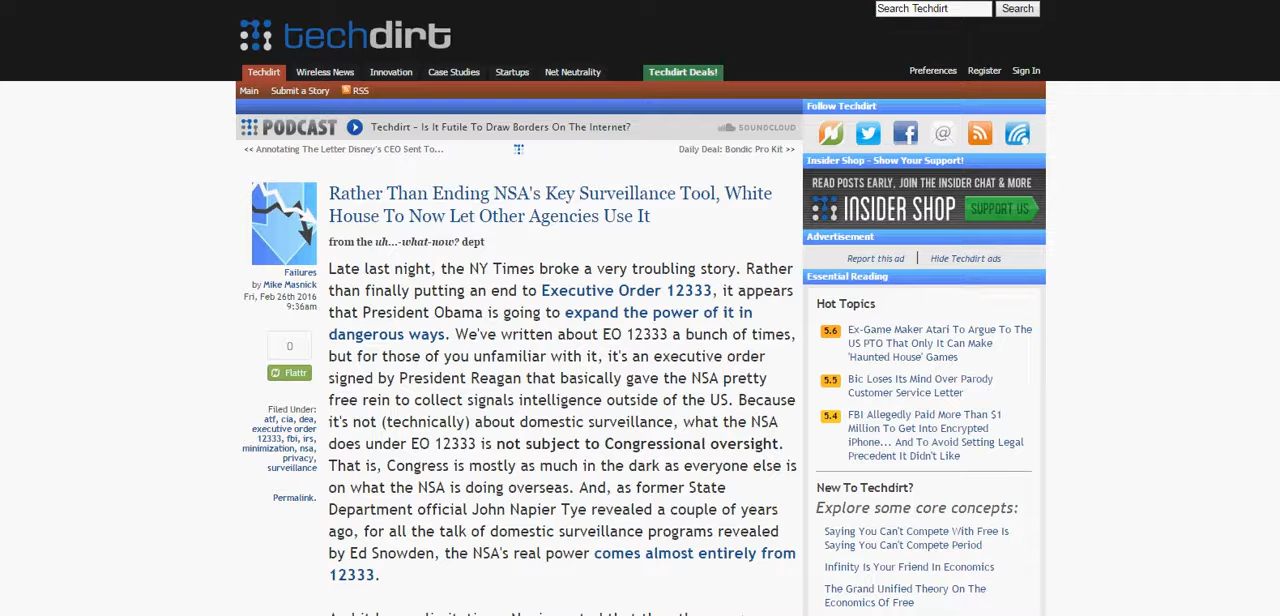 Search Techdirt Search
techdirt
Techdirt Wireless News Innovation Case Studies Startups Net Neutrality Techdirt Deals! Preferences Register Sign In
Main Submit a Story RSS
PODCAST Techdirt - Is It Futile To Draw Borders On The Internet? SOUNDCLOUD
<< Annotating The Letter Disney's CEO Sent To... Daily Deal: Bondic Pro Kit >>
Rather Than Ending NSA's Key Surveillance Tool, White
House To Now Let Other Agencies Use It
from the uh...-what-now? dept
Failures
by Mike Masnick
Fri, Feb 26th 2016
9:36am
0
Flattr
Filed Under:
atf, cia, dea,
executive order
12333, fbi, irs,
minimization, nsa,
privacy,
surveillance
Permalink.
Late last night, the NY Times broke a very troubling story. Rather
than finally putting an end to Executive Order 12333, it appears
that President Obama is going to expand the power of it in
dangerous ways. We've written about EO 12333 a bunch of times,
but for those of you unfamiliar with it, it's an executive order
signed by President Reagan that basically gave the NSA pretty
free rein to collect signals intelligence outside of the US. Because
it's not (technically) about domestic surveillance, what the NSA
does under EO 12333 is not subject to Congressional oversight.
That is, Congress is mostly as much in the dark as everyone else is
on what the NSA is doing overseas. And, as former State
Department official John Napier Tye revealed a couple of years
ago, for all the talk of domestic surveillance programs revealed
by Ed Snowden, the NSA's real power comes almost entirely from
12333.
Follow Techdirt
Insider Shop - Show Your Support!
READ POSTS EARLY, JOIN THE INSIDER CHAT & MORE
INSIDER SHOP SUPPORT US
Advertisement
Report this ad | Hide Techdirt ads
Essential Reading
Hot Topics
5.6 Ex-Game Maker Atari To Argue To The
US PTO That Only It Can Make
'Haunted House' Games
5.5 Bic Loses Its Mind Over Parody
Customer Service Letter
5.4 FBI Allegedly Paid More Than $1
Million To Get Into Encrypted
iPhone... And To Avoid Setting Legal
Precedent It Didn't Like
New To Techdirt?
Explore some core concepts:
Saying You Can't Compete With Free Is
Saying You Can't Compete Period
Infinity Is Your Friend In Economics
The Grand Unified Theory On The
Economics Of Free